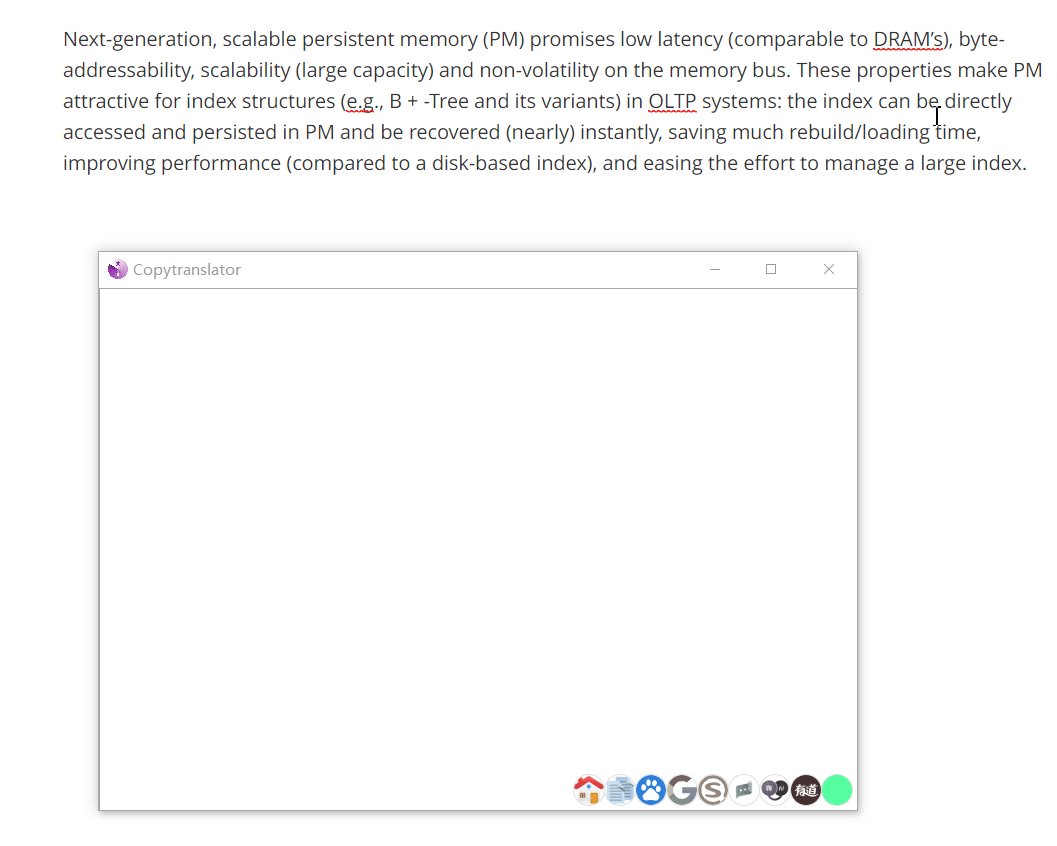 Next-generation, scalable persistent memory (PM) promises low latency (comparable to DRAM’s), byte-
addressability, scalability (large capacity) and non-volatility on the memory bus. These properties make PM
attractive for index structures (e.g., B + -Tree and its variants) in OLTP systems: the index can be directly
accessed and persisted in PM and be recovered (nearly) instantly, saving much rebuild/loading time,
improving performance (compared to a disk-based index), and easing the effort to manage a large index.
Copytranslator
G S 有道